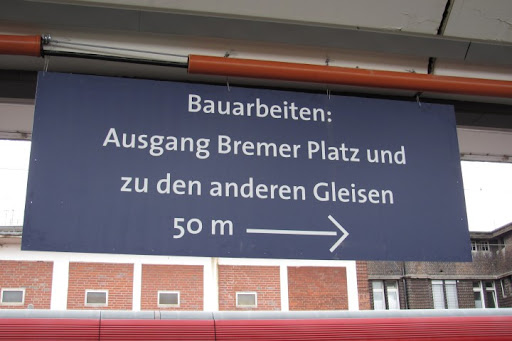 Bauarbeiten:
Ausgang Bremer Platz und
zu den anderen Gleisen
50 m